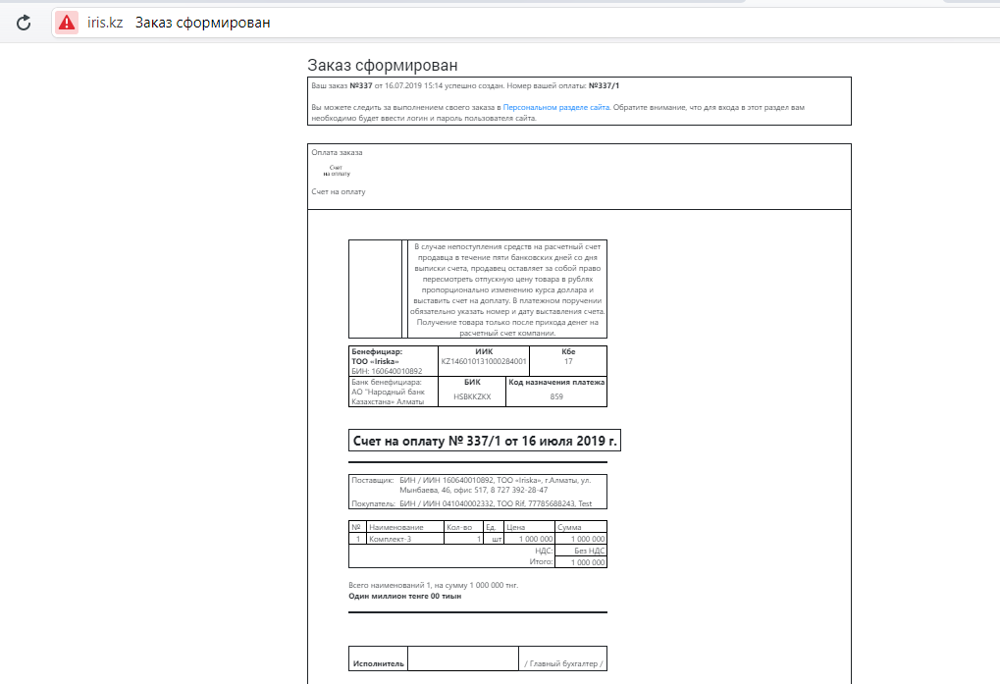 iris.kz Заказ сформирован
Заказ сформирован
Ваш заказ №337 от 16.07.2019 15:14 успешно создан. Номер вашей оплаты: №337/1
Вы можете следить за выполнением своего заказа в Персональном разделе сайта. Обратите внимание, что для входа в этот раздел вам
необходимо будет ввести логин и пароль пользователя сайта.
Оплата заказа
Счет
на оплату
Счет на оплату
В случае непоступления средств на расчетный счет
продавца в течение пяти банковских дней со дня
выписки счета, продавец оставляет за собой право
пересмотреть отпускную цену товара в рублях
пропорционально изменению курса доллара и
выставить счет на доплату. В платежном поручении
обязательно указать номер и дату выставления счета.
Получение товара только после прихода денег на
расчетный счет компании.
Бенефициар: ИИК Кбе
ТОО «Iriska» KZ146010131000284001 17
БИН: 160640010892
Банк бенефициара: БИК Код назначения платежа
АО "Народный банк
Казахстана» Алматы HSBKKZKX 859
Счет на оплату № 337/1 от 16 июля 2019 г.
Поставщик: БИН / ИИН 160640010892, ТОО «Iriska», г.Алматы, ул.
Мынбаева, 46, офис 517, 8 727 392-28-47
Покупатель: БИН / ИИН 041040002332, ТОО Rif, 77785688243, Test
№ Наименование Кол-во Ед. Цена Сумма
1 Комплект-3 1 шт 1 000 000 1 000 000
НДС: Без НДС
Итого: 1 000 000
Всего наименований 1, на сумму 1 000 000 тнг.
Один миллион тенге 00 тиын
Исполнитель / Главный бухгалтер /